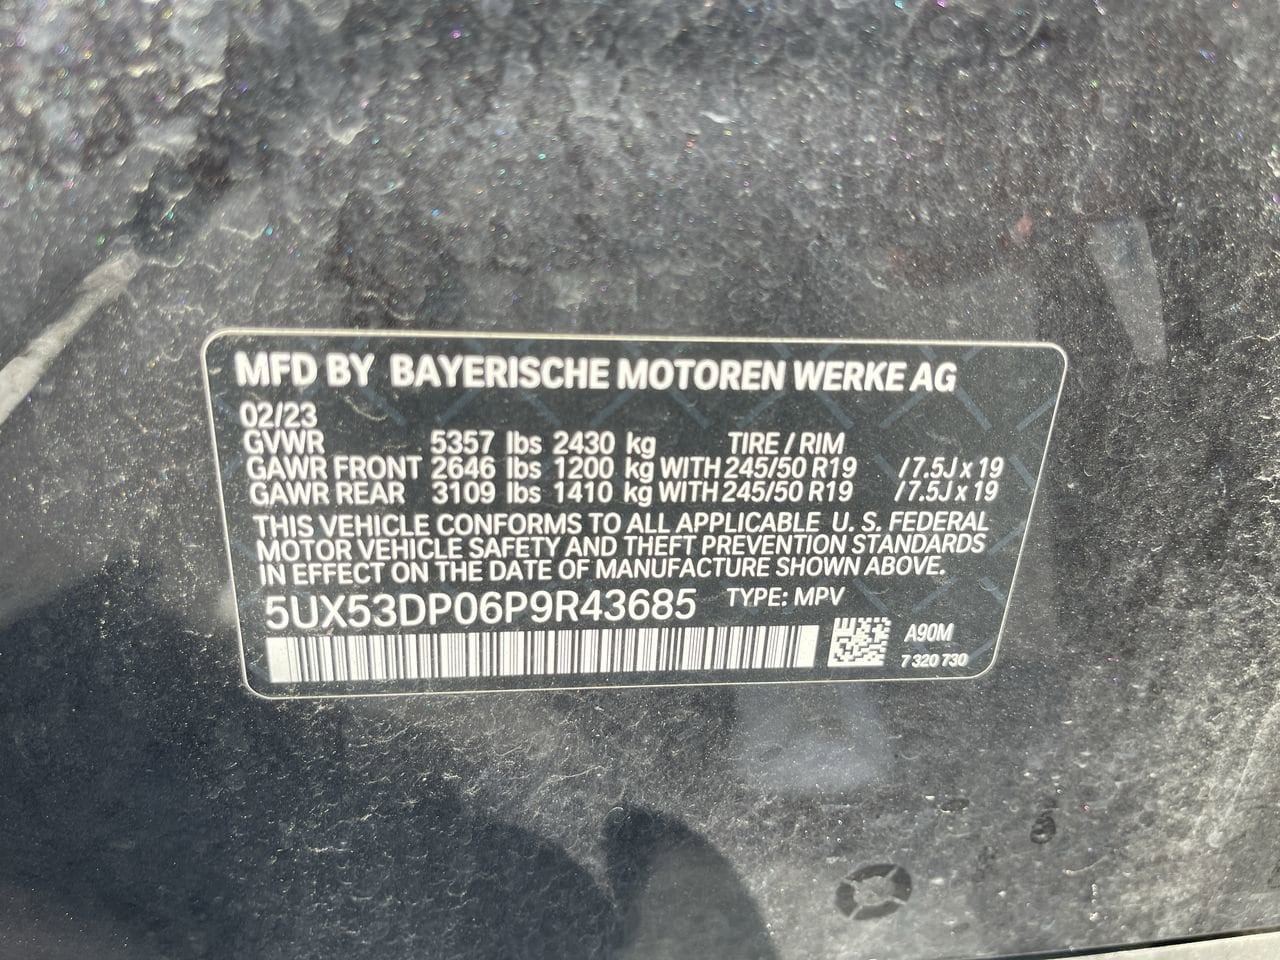 MFD BY BAYERISCHE MOTOREN WERKE AG
02/23
GVWR 5357 lbs 2430 kg TIRE / RIM
GAWR FRONT 2646 lbs 1200 kg WITH 245/50 R19 / 7.5J x 19
GAWR REAR 3109 lbs 1410 kg WITH 245/50 R19 / 7.5J x 19
THIS VEHICLE CONFORMS TO ALL APPLICABLE U. S. FEDERAL
MOTOR VEHICLE SAFETY AND THEFT PREVENTION STANDARDS
IN EFFECT ON THE DATE OF MANUFACTURE SHOWN ABOVE.
5UX53DP06P9R43685 TYPE: MPV
A90M
7 320 730